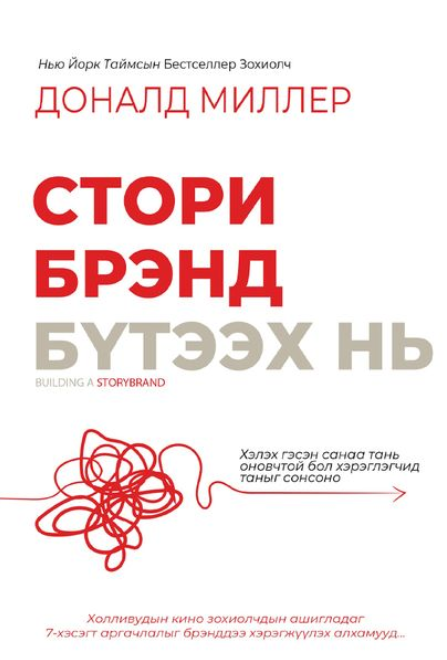 Нью Йорк Таймсын Бестселлер Зохиолч
ДОНАЛД МИЛЛЕР
СТОРИ
БРЭНД
БҮТЭЭХ НЬ
BUILDING A STORYBRAND
Хэлэх гэсэн санаа тань
оновчтой бол хэрэглэгчид
таныг сонсоно
Холливудын кино зохиолчдын ашигладаг
7-хэсэгт аргачлалыг брэнддээ хэрэгжүүлэх алхамууд...